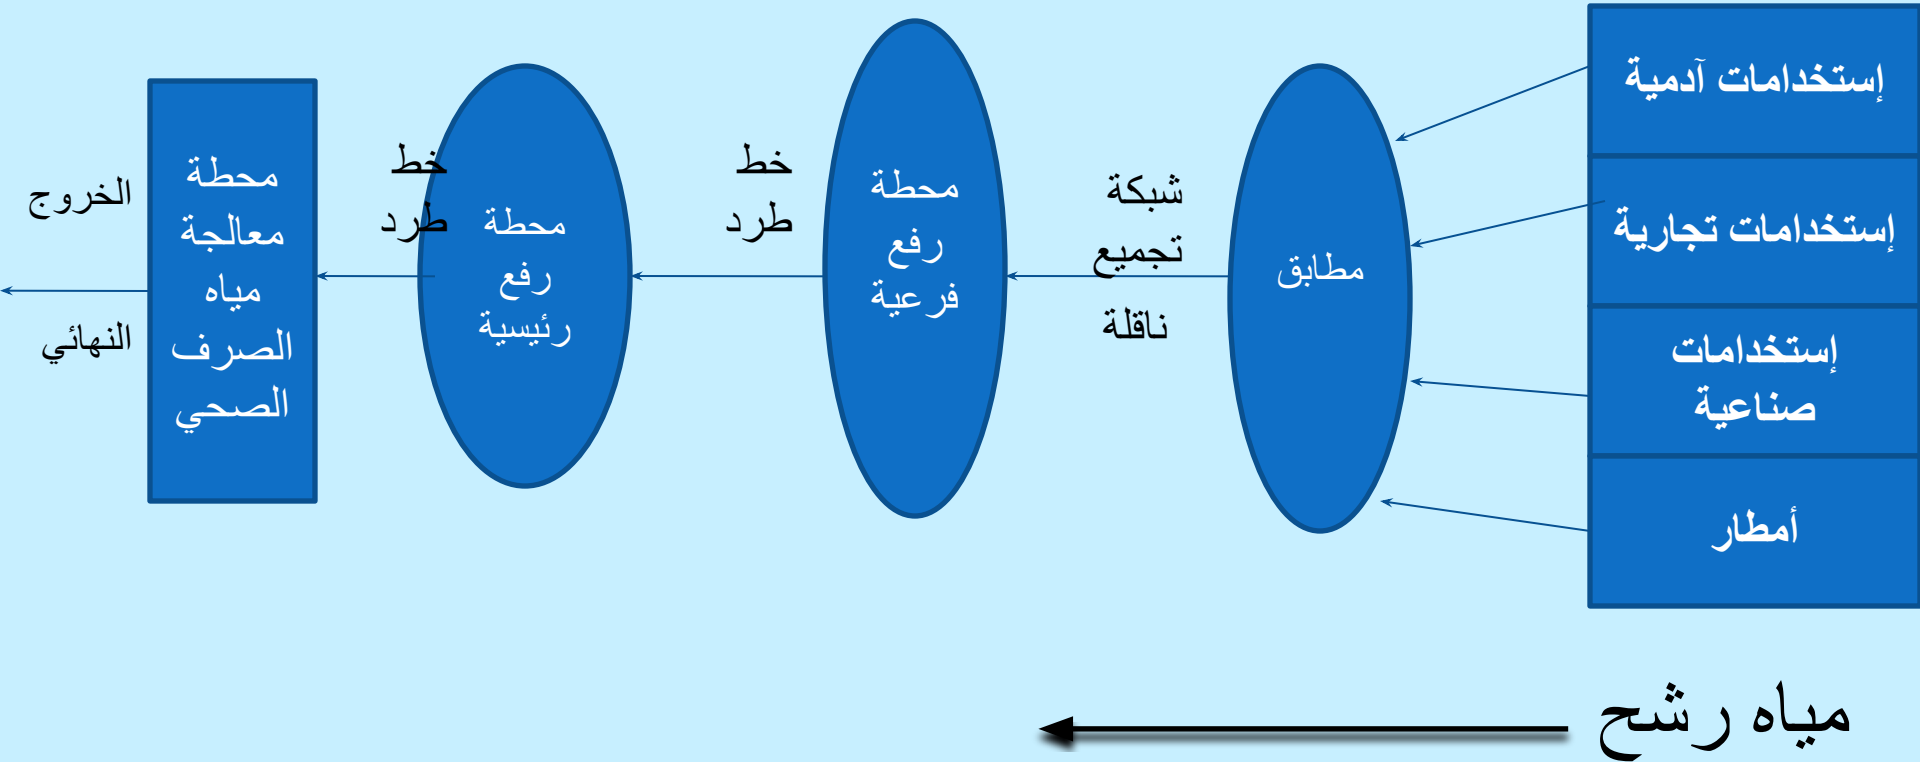 إستخدامات آدمية
إستخدامات تجارية
إستخدامات
صناعية
أمطار
مطابق
شبكة
تجميع
ناقلة
محطة
رفع
فرعية
خط
طرد
محطة
رفع
رئيسية
خط
طرد
محطة
معالجة
مياه
الصرف
الصحي
الخروج
النهائي
مياه رشح